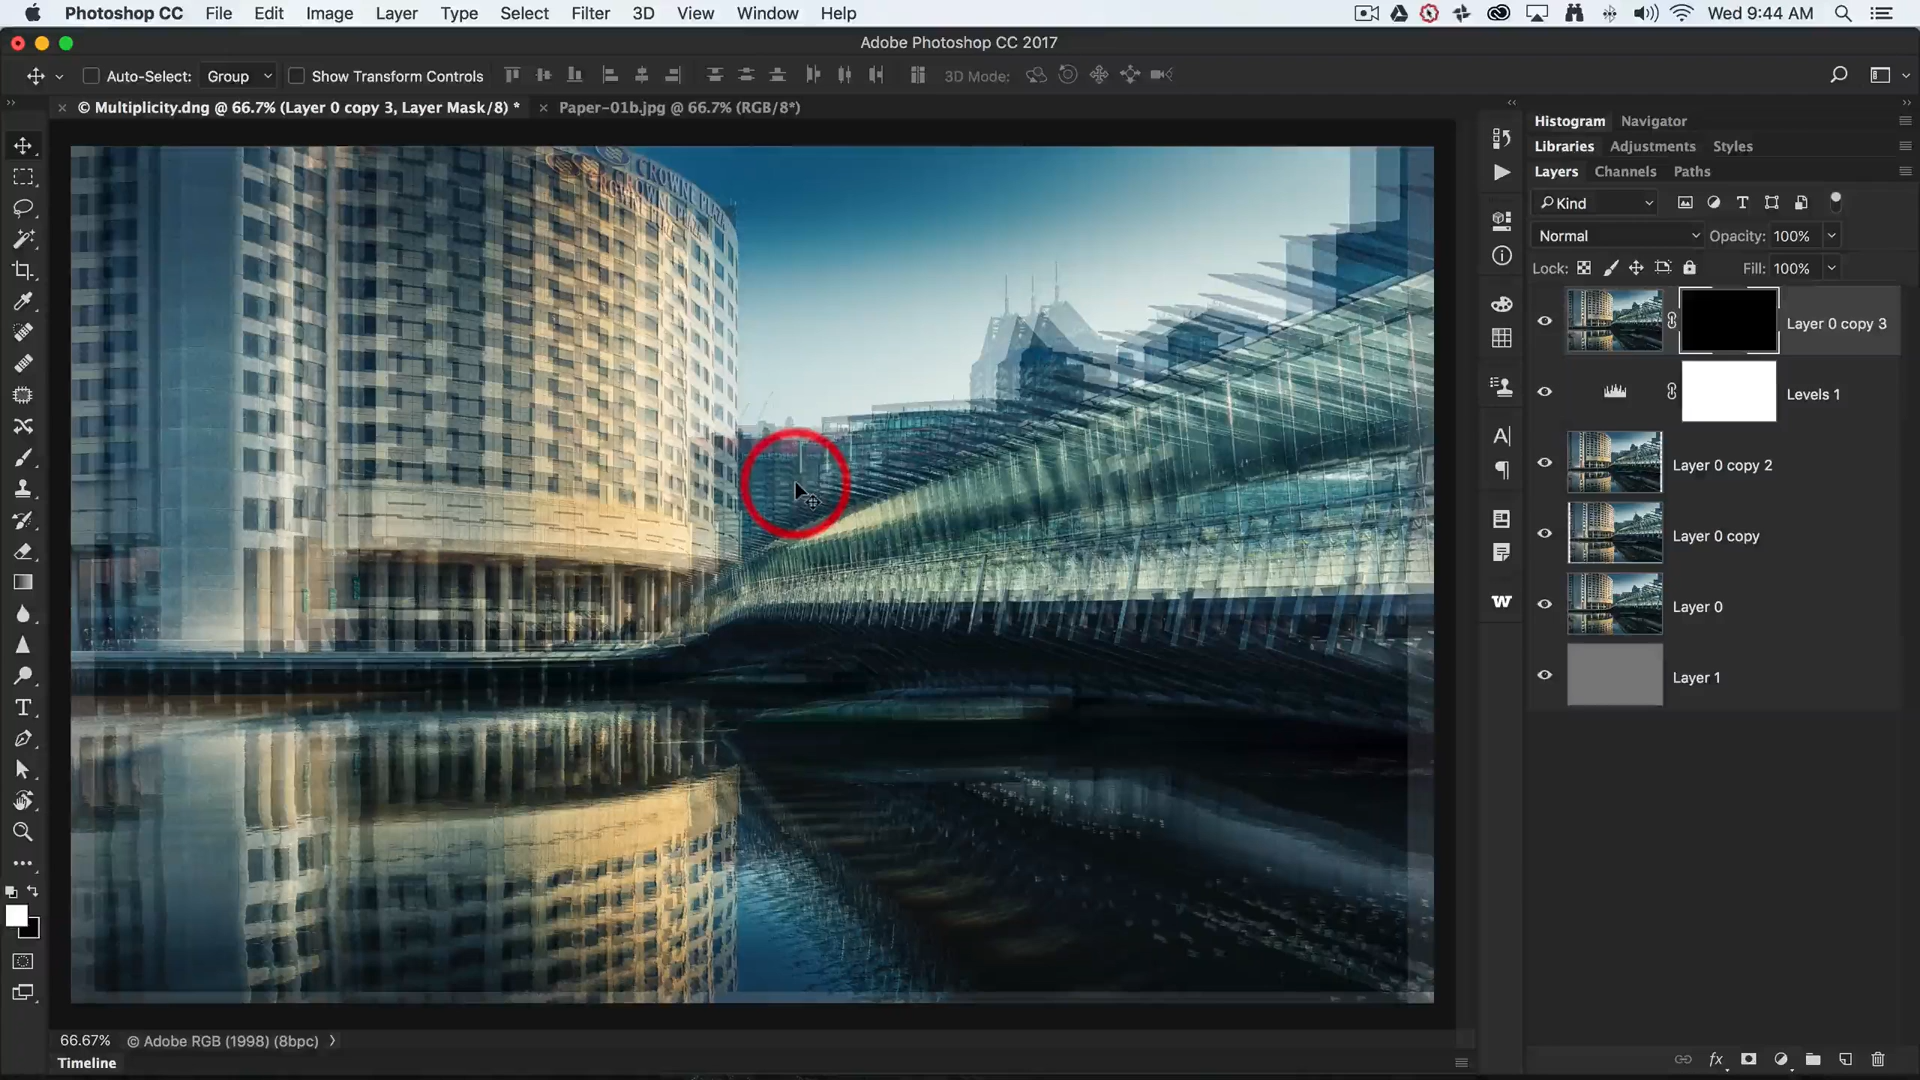 Photoshop CC File Edit Image Layer Type Select Filter 3D View Window Help Wed 9:44 AM
Adobe Photoshop CC 2017
Auto-Select: Group Show Transform Controls 3D Mode:
© Multiplicity.dng @ 66.7% (Layer 0 copy 3, Layer Mask/8) * Paper-01b.jpg @ 66.7% (RGB/8*)
Histogram Navigator
Libraries Adjustments Styles
Layers Channels Paths
Kind
Normal Opacity: 100%
Lock: Fill: 100%
Layer 0 copy 3
Levels 1
Layer 0 copy 2
Layer 0 copy
Layer 0
Layer 1
66.67% © Adobe RGB (1998) (8bpc)
Timeline